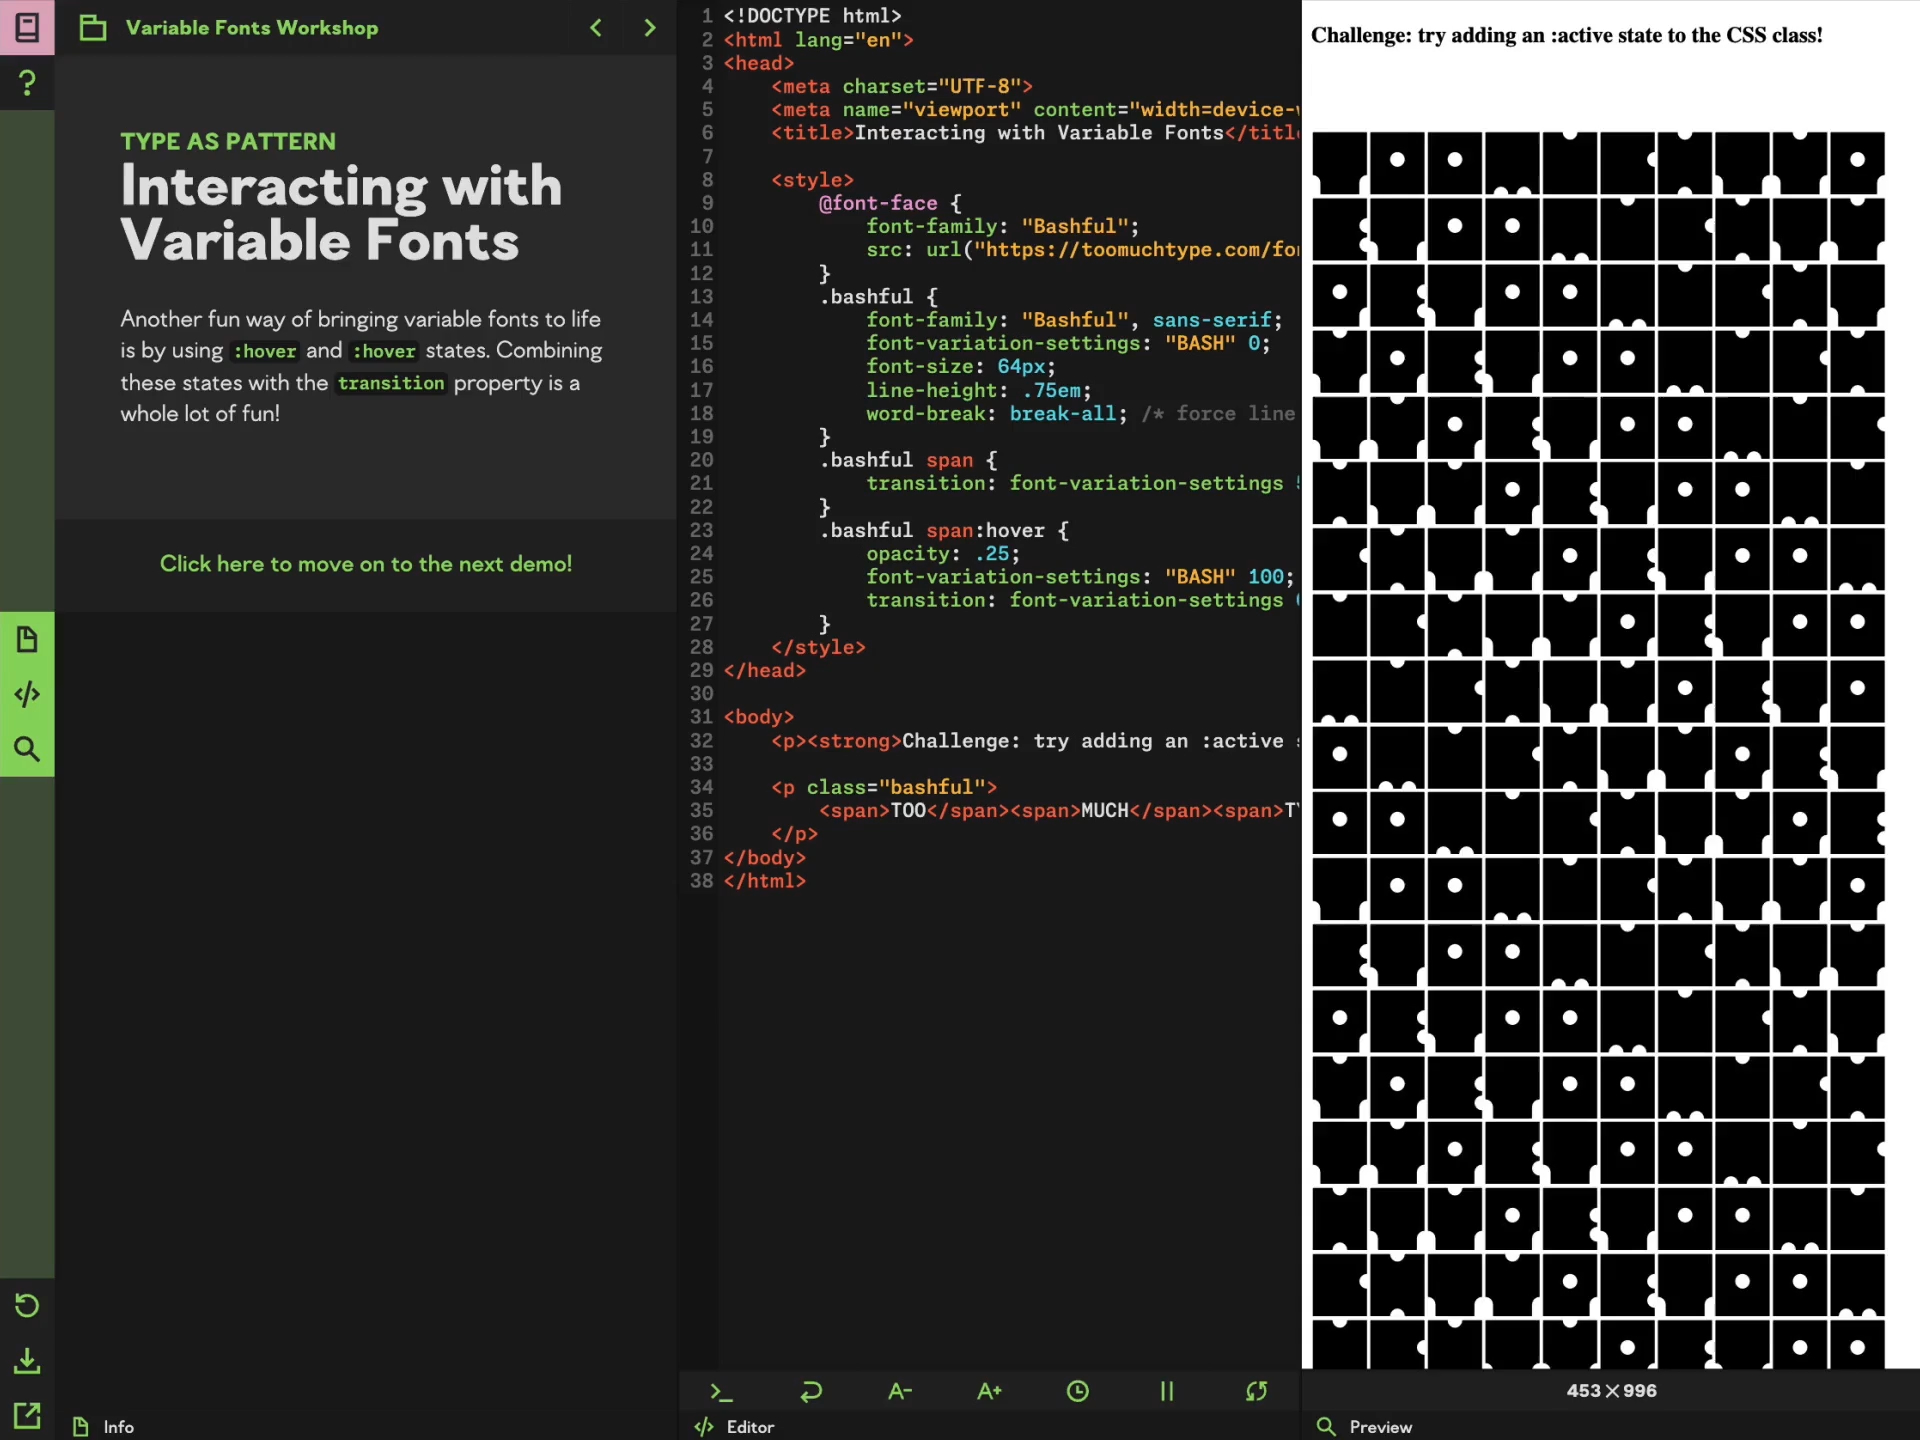 Variable Fonts Workshop
TYPE AS PATTERN
Interacting with
Variable Fonts
Another fun way of bringing variable fonts to life
is by using :hover and :hover states. Combining
these states with the transition property is a
whole lot of fun!
Click here to move on to the next demo!
Info
1 <!DOCTYPE html>
2 <html lang="en">
3 <head>
4 <meta charset="UTF-8">
5 <meta name="viewport" content="width=device-
6 <title>Interacting with Variable Fonts</titl
7
8 <style>
9 @font-face {
10 font-family: "Bashful";
11 src: url("https://toomuchtype.com/fo
12 }
13 .bashful {
14 font-family: "Bashful", sans-serif;
15 font-variation-settings: "BASH" 0;
16 font-size: 64px;
17 line-height: .75em;
18 word-break: break-all; /* force line
19 }
20 .bashful span {
21 transition: font-variation-settings
22 }
23 .bashful span:hover {
24 opacity: .25;
25 font-variation-settings: "BASH" 100;
26 transition: font-variation-settings
27 }
28 </style>
29 </head>
30
31 <body>
32 <p><strong>Challenge: try adding an :active
33
34 <p class="bashful">
35 <span>TOO</span><span>MUCH</span><span>T
36 </p>
37 </body>
38 </html>
A- A+
Editor
Challenge: try adding an :active state to the CSS class!
453×996
Preview